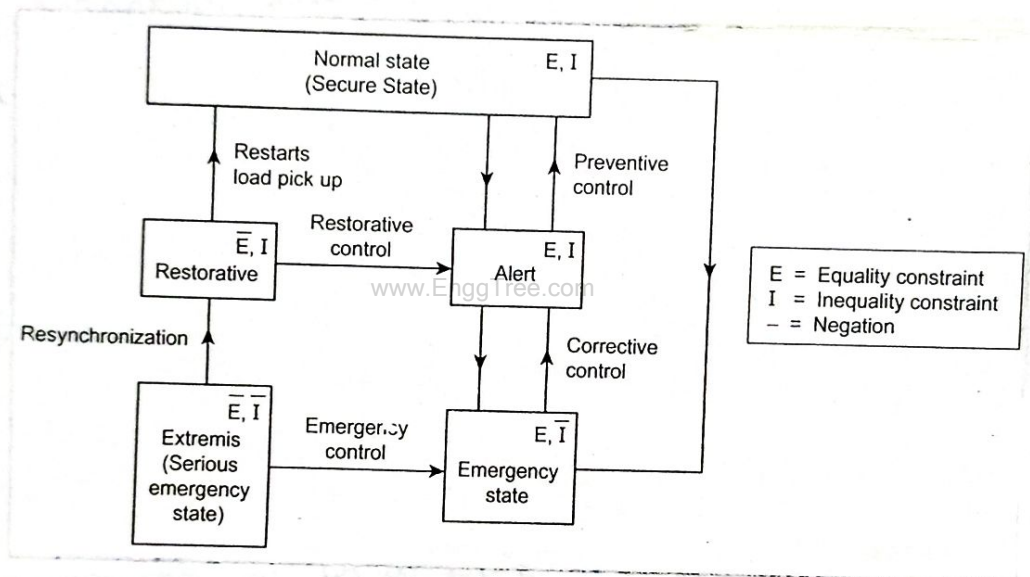 Normal state
(Secure State)
E, I
Restarts
load pick up
Preventive
control
E̅, I
Restorative
Restorative
control
E, I
Alert
www.EnggTree.com
E = Equality constraint
I = Inequality constraint
– = Negation
Resynchronization
Corrective
control
E̅, I̅
Extremis
(Serious
emergency
state)
Emergency
control
E, I̅
Emergency
state